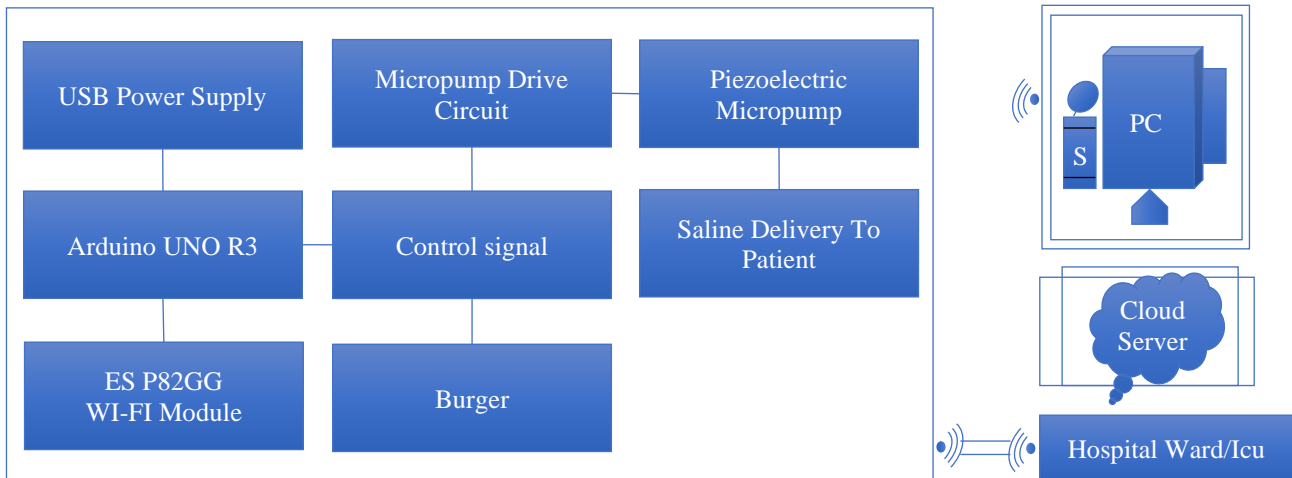 USB Power Supply
Micropump Drive
Circuit
Piezoelectric
Micropump
Arduino UNO R3
Control signal
Saline Delivery To
Patient
ES P82GG
WI-FI Module
Burger
PC
S
Cloud
Server
Hospital Ward/Icu